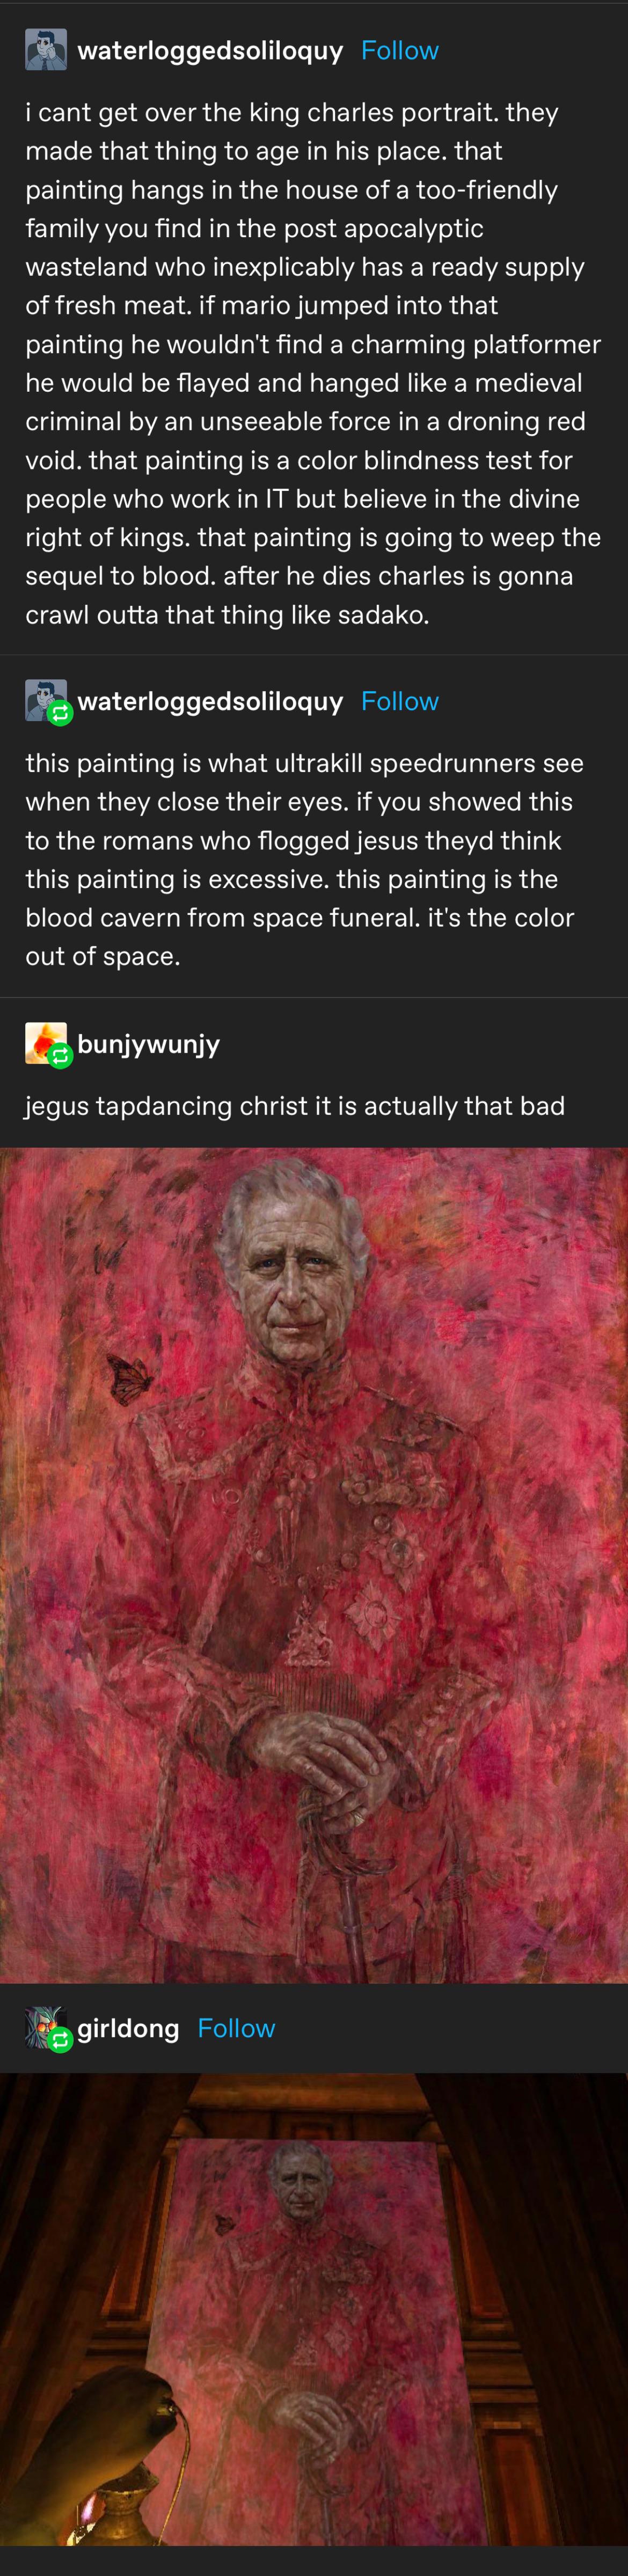 waterloggedsoliloquy Follow
i cant get over the king charles portrait. they
made that thing to age in his place. that
painting hangs in the house of a too-friendly
family you find in the post apocalyptic
wasteland who inexplicably has a ready supply
of fresh meat. if mario jumped into that
painting he wouldn't find a charming platformer
he would be flayed and hanged like a medieval
criminal by an unseeable force in a droning red
void. that painting is a color blindness test for
people who work in IT but believe in the divine
right of kings. that painting is going to weep the
sequel to blood. after he dies charles is gonna
crawl outta that thing like sadako.
waterloggedsoliloquy Follow
this painting is what ultrakill speedrunners see
when they close their eyes. if you showed this
to the romans who flogged jesus theyd think
this painting is excessive. this painting is the
blood cavern from space funeral. it's the color
out of space.
bunjywunjy
jegus tapdancing christ it is actually that bad
girldong Follow